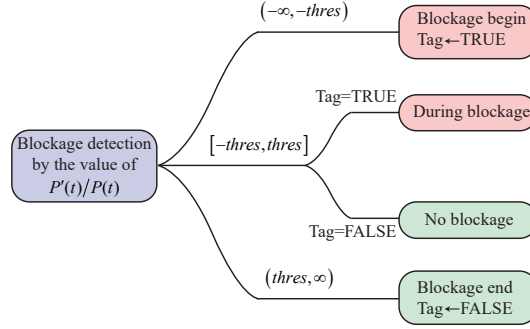 (-∞,-thres)
Blockage begin
Tag←TRUE
Tag=TRUE
During blockage
Blockage detection
by the value of
P′(t)/P(t)
[-thres,thres]
No blockage
Tag=FALSE
(thres,∞)
Blockage end
Tag←FALSE